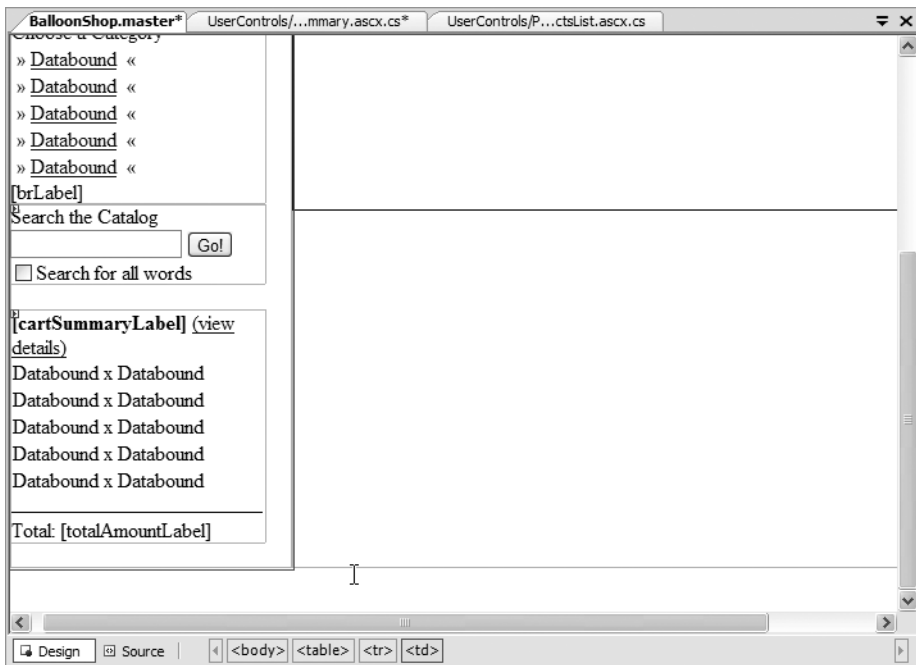 BalloonShop.master* UserControls/...mmary.ascx.cs* UserControls/P...ctsList.ascx.cs
Choose a Category
» Databound «
» Databound «
» Databound «
» Databound «
» Databound «
[brLabel]
Search the Catalog
Go!
Search for all words
[cartSummaryLabel] (view
details)
Databound x Databound
Databound x Databound
Databound x Databound
Databound x Databound
Databound x Databound
Total: [totalAmountLabel]
Design Source <body> <table> <tr> <td>